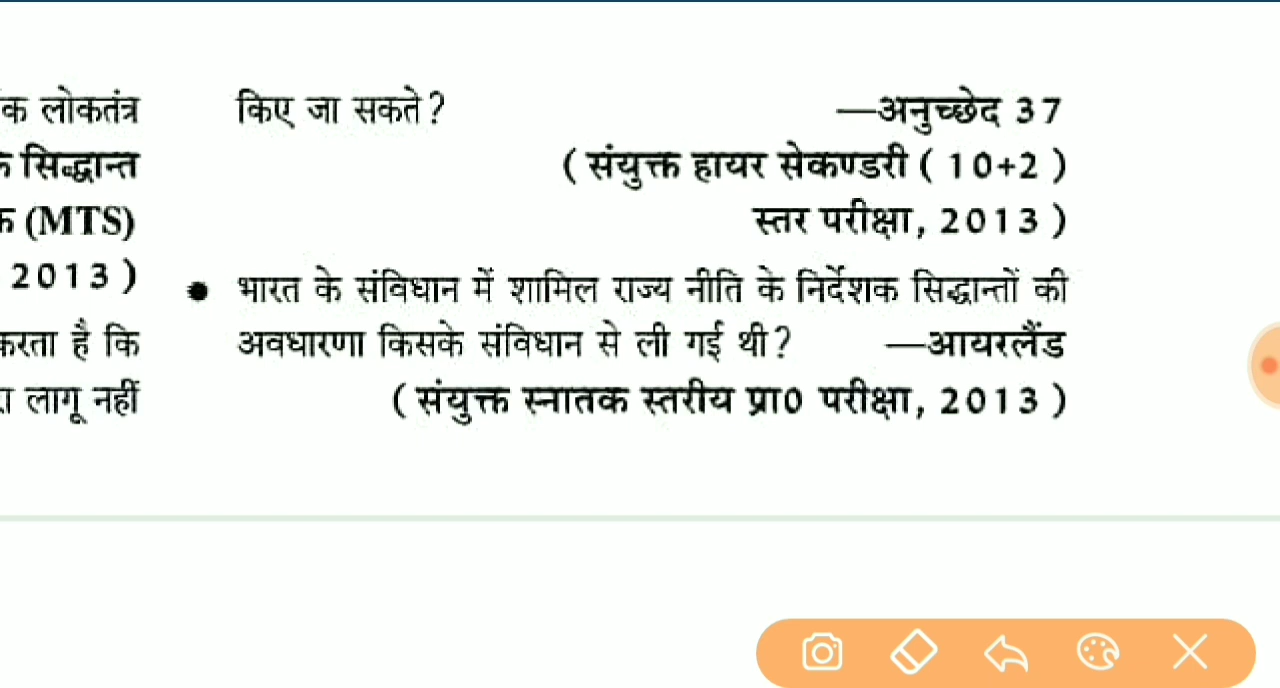 लोकतंत्र
सिद्धान्त
(MTS)
2013 )
करता है कि
लागू नहीं
किए जा सकते?
—अनुच्छेद 37
( संयुक्त हायर सेकण्डरी ( 10+2 )
स्तर परीक्षा, 2013 )
● भारत के संविधान में शामिल राज्य नीति के निर्देशक सिद्धान्तों की
अवधारणा किसके संविधान से ली गई थी? —आयरलैंड
( संयुक्त स्नातक स्तरीय प्रा0 परीक्षा, 2013 )